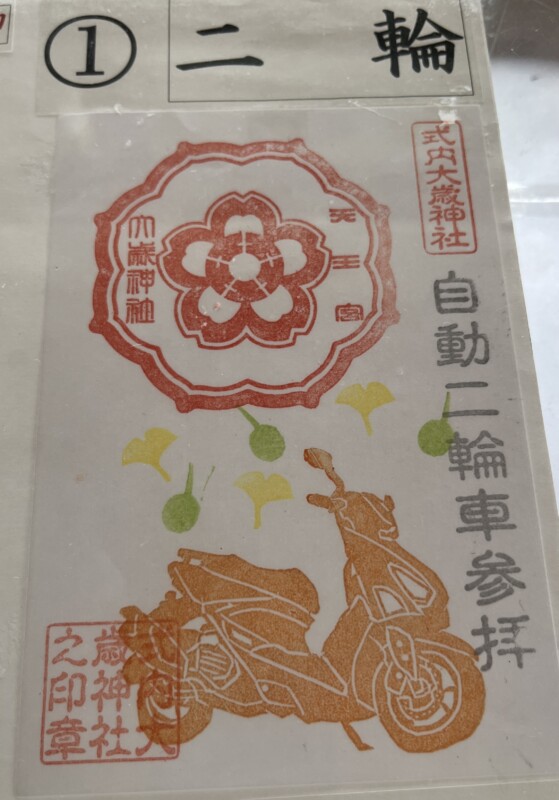 ① 二 輪
式内大歳神社
天王宮
大歳神社
自動二輪車参拝
式内大
歳神社
之印章